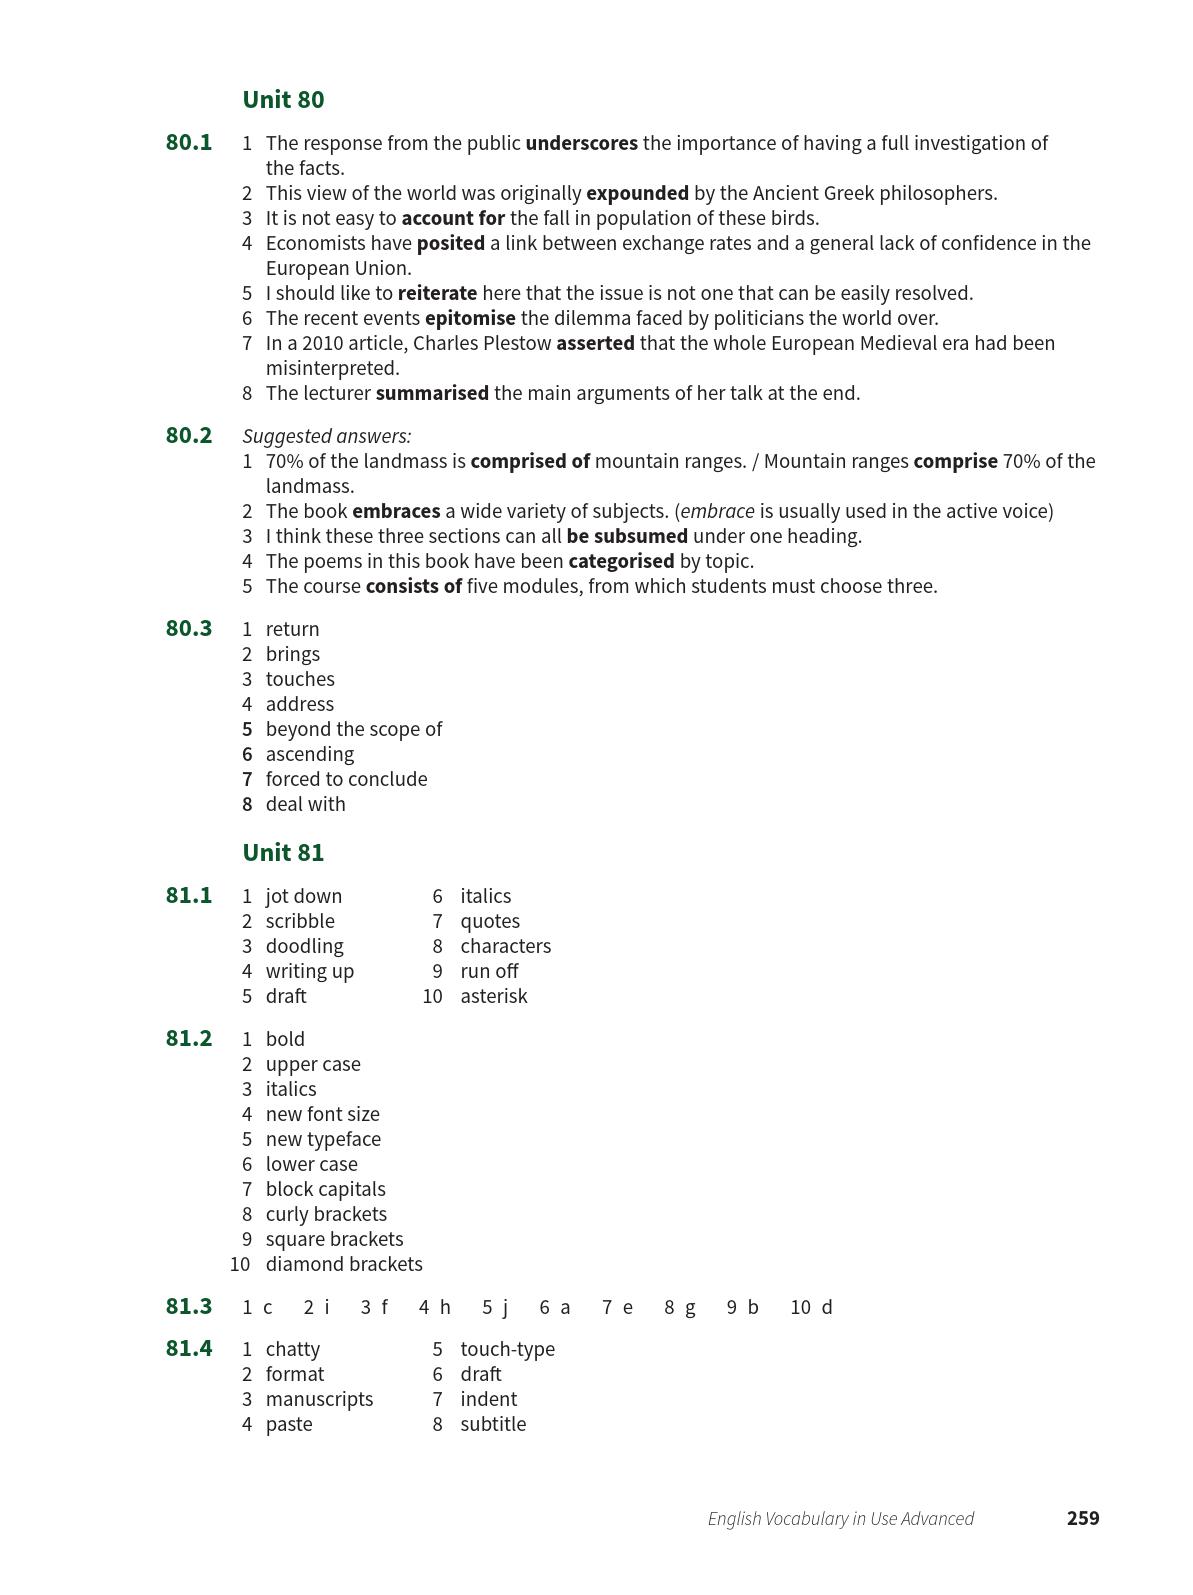 Unit 80
80.1 1 The response from the public underscores the importance of having a full investigation of
the facts.
2 This view of the world was originally expounded by the Ancient Greek philosophers.
3 It is not easy to account for the fall in population of these birds.
4 Economists have posited a link between exchange rates and a general lack of confidence in the
European Union.
5 I should like to reiterate here that the issue is not one that can be easily resolved.
6 The recent events epitomise the dilemma faced by politicians the world over.
7 In a 2010 article, Charles Plestow asserted that the whole European Medieval era had been
misinterpreted.
8 The lecturer summarised the main arguments of her talk at the end.
80.2 Suggested answers:
1 70% of the landmass is comprised of mountain ranges. / Mountain ranges comprise 70% of the
landmass.
2 The book embraces a wide variety of subjects. (embrace is usually used in the active voice)
3 I think these three sections can all be subsumed under one heading.
4 The poems in this book have been categorised by topic.
5 The course consists of five modules, from which students must choose three.
80.3 1 return
2 brings
3 touches
4 address
5 beyond the scope of
6 ascending
7 forced to conclude
8 deal with
Unit 81
81.1 1 jot down 6 italics
2 scribble 7 quotes
3 doodling 8 characters
4 writing up 9 run off
5 draft 10 asterisk
81.2 1 bold
2 upper case
3 italics
4 new font size
5 new typeface
6 lower case
7 block capitals
8 curly brackets
9 square brackets
10 diamond brackets
81.3 1 c 2 i 3 f 4 h 5 j 6 a 7 e 8 g 9 b 10 d
81.4 1 chatty 5 touch-type
2 format 6 draft
3 manuscripts 7 indent
4 paste 8 subtitle
English Vocabulary in Use Advanced 259